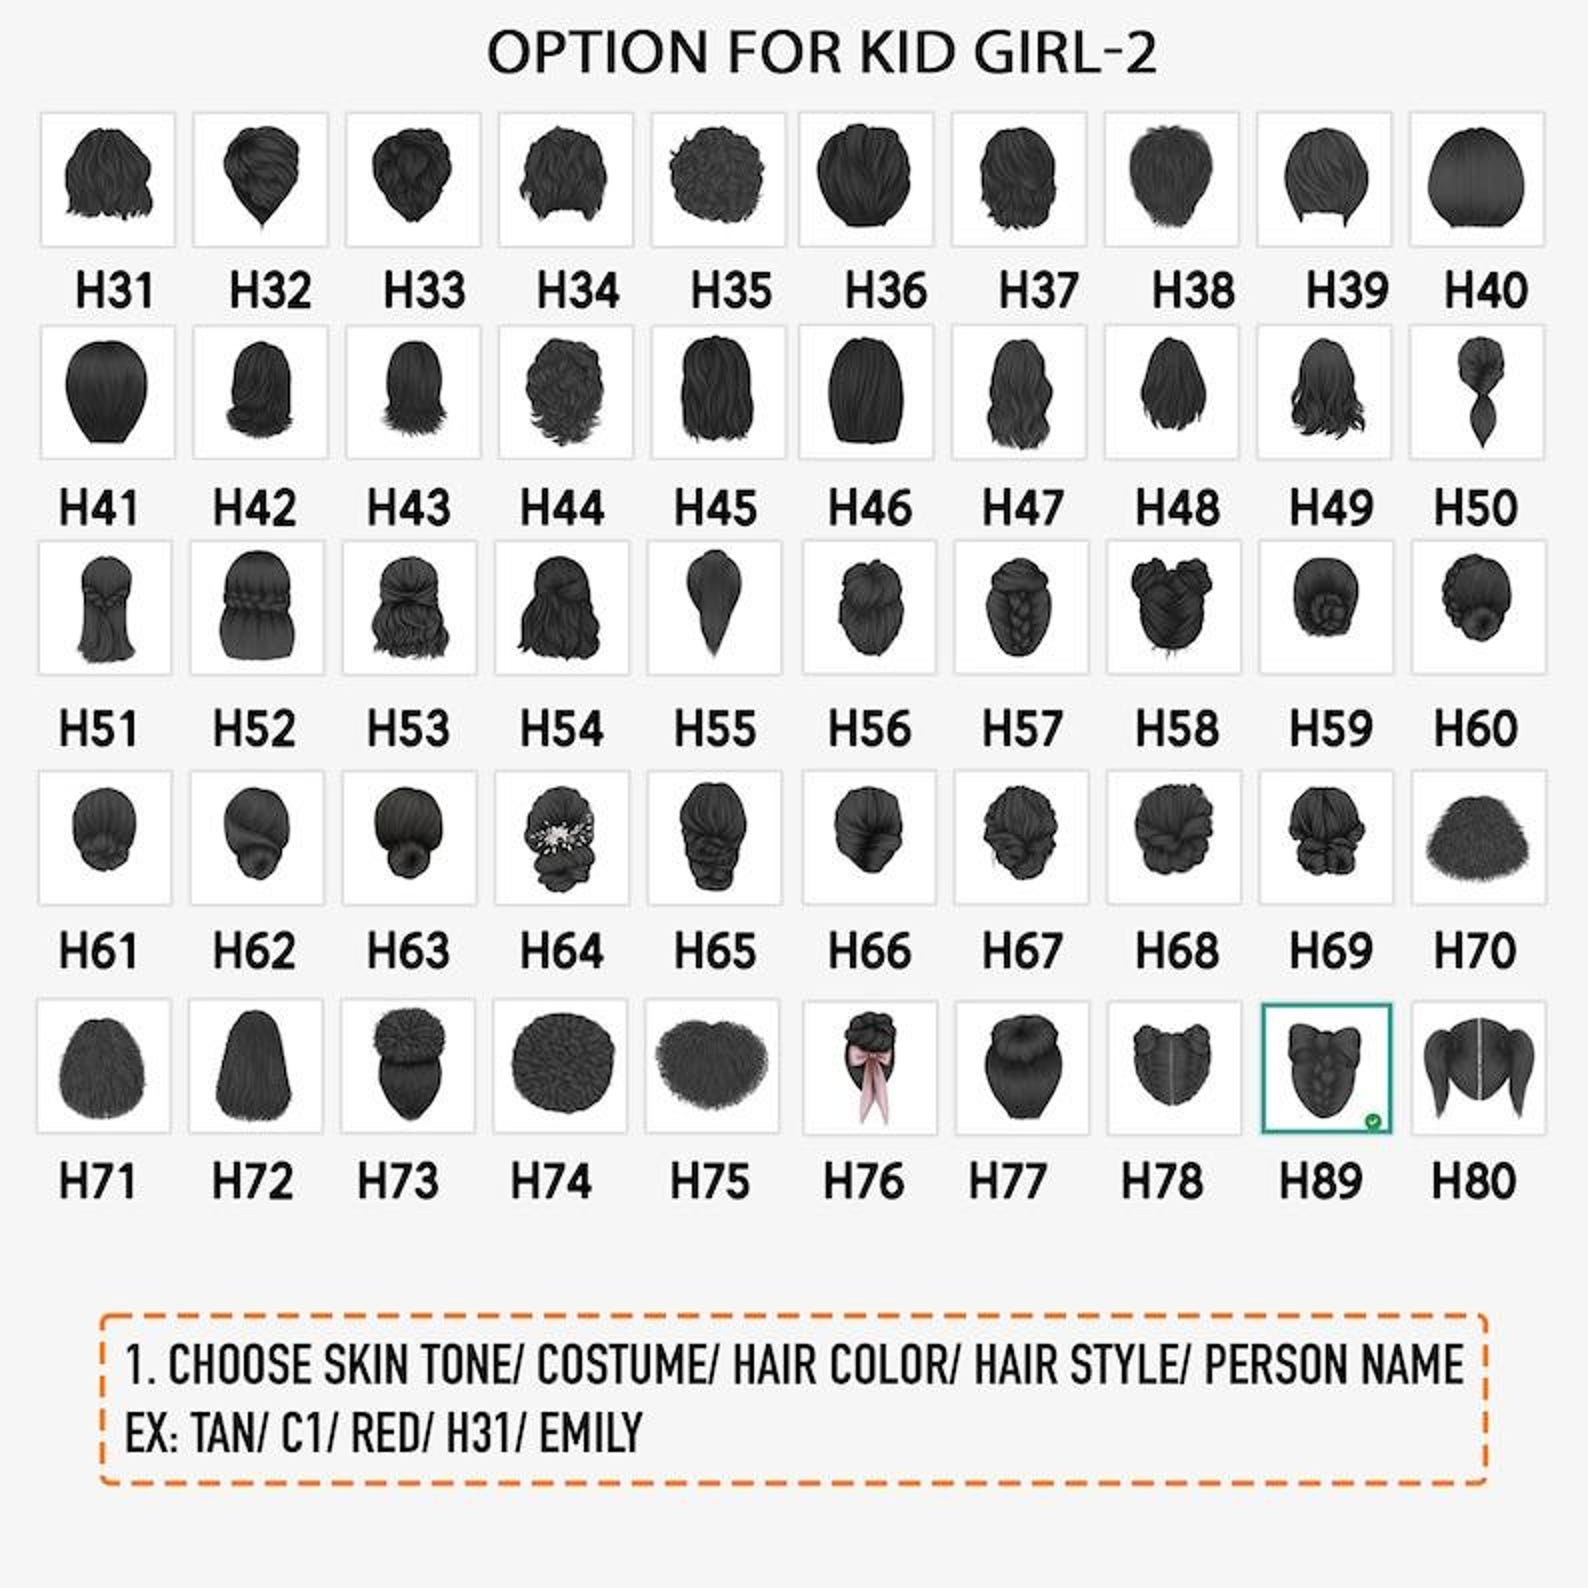 OPTION FOR KID GIRL-2
H31 H32 H33 H34 H35 H36 H37 H38 H39 H40
H41 H42 H43 H44 H45 H46 H47 H48 H49 H50
H51 H52 H53 H54 H55 H56 H57 H58 H59 H60
H61 H62 H63 H64 H65 H66 H67 H68 H69 H70
H71 H72 H73 H74 H75 H76 H77 H78 H89 H80
1. CHOOSE SKIN TONE/ COSTUME/ HAIR COLOR/ HAIR STYLE/ PERSON NAME
EX: TAN/ C1/ RED/ H31/ EMILY